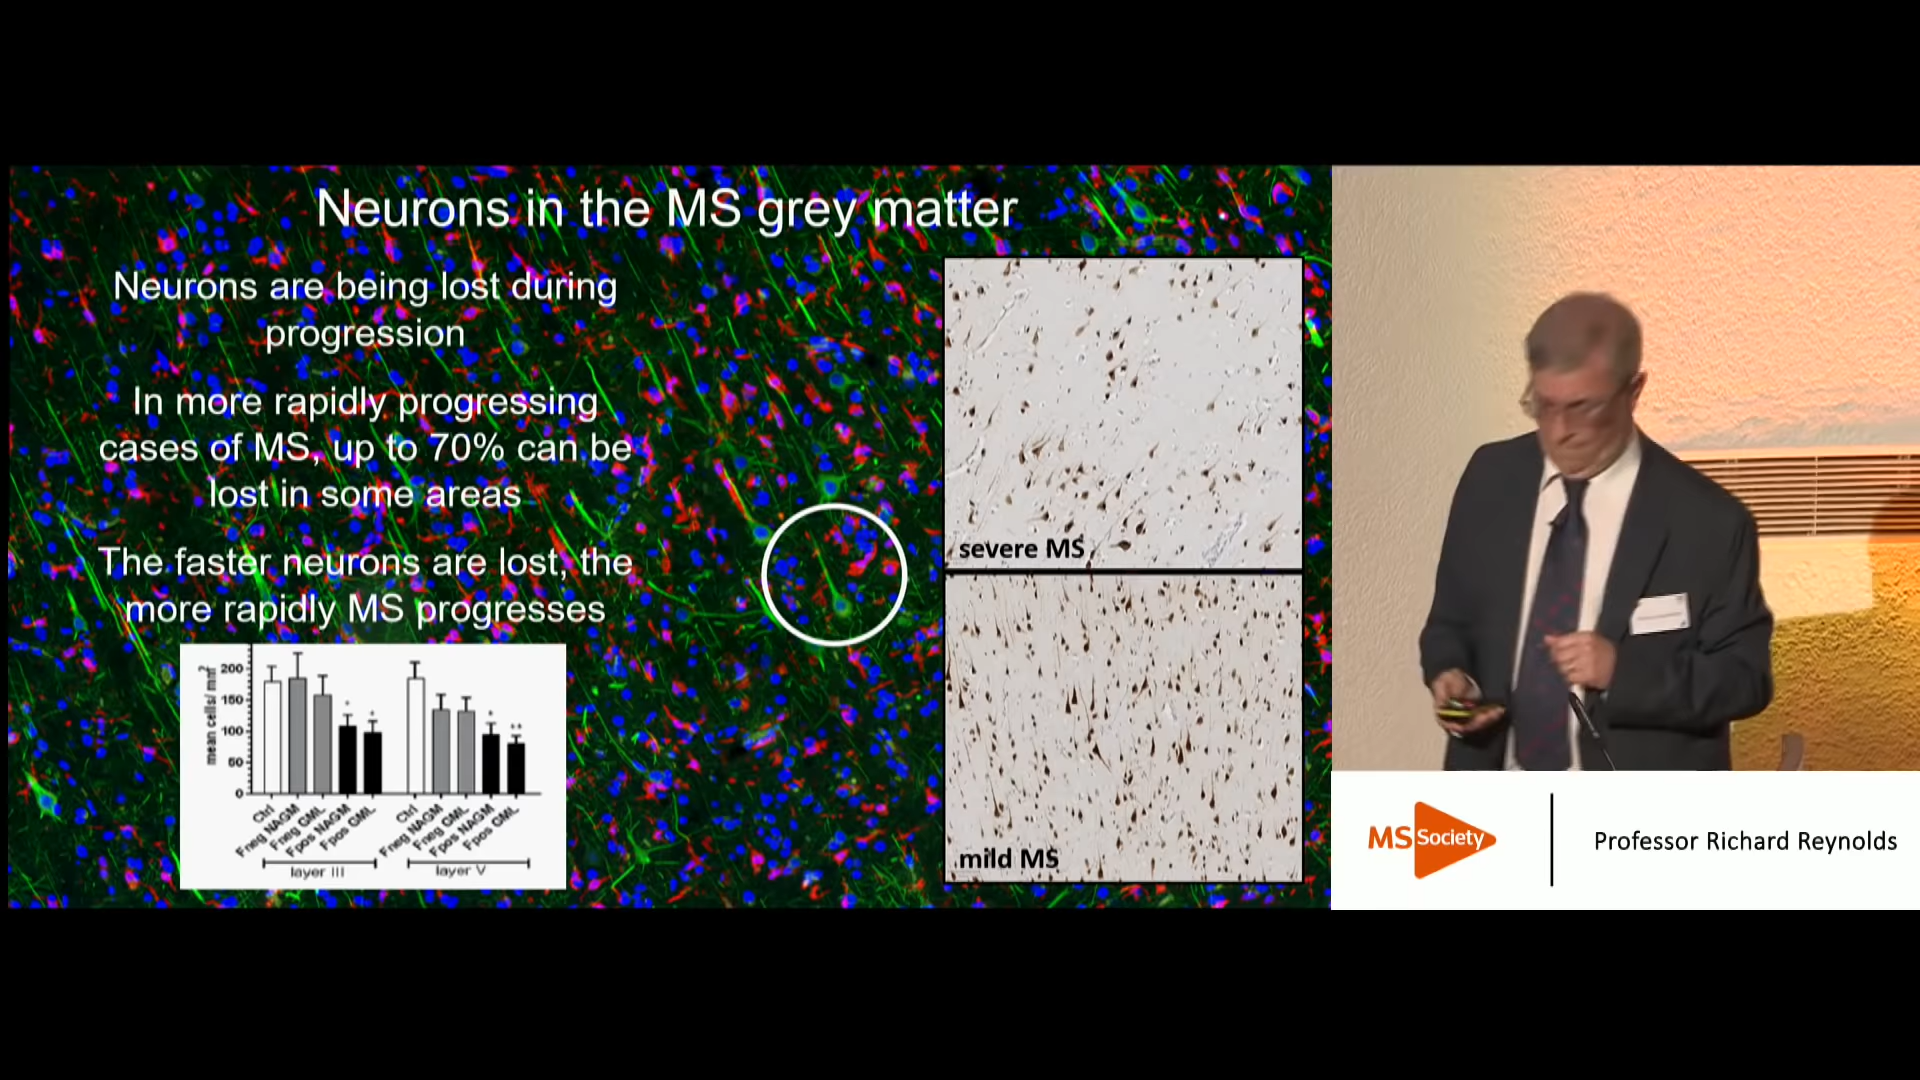 Neurons in the MS grey matter
Neurons are being lost during
progression
In more rapidly progressing
cases of MS, up to 70% can be
lost in some areas
The faster neurons are lost, the
more rapidly MS progresses
mean cells/ mm²
200
150
100
50
0
*
*
*
**
Ctrl
Fneg NAGM
Fneg GML
Fpos NAGM
Fpos GML
Ctrl
Fneg NAGM
Fneg GML
Fpos NAGM
Fpos GML
layer III
layer V
severe MS
mild MS
MS Society
Professor Richard Reynolds